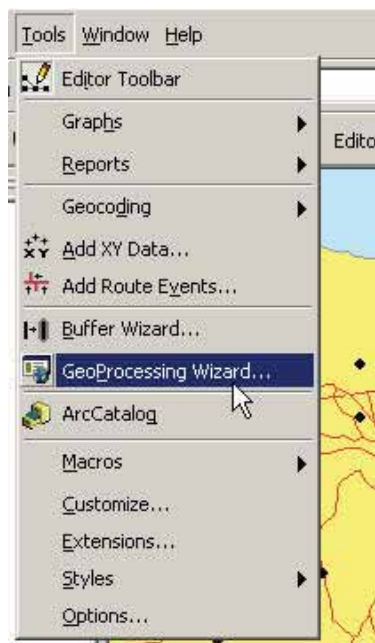 Tools Window Help
Editor Toolbar
Graphs
Edito
Reports
Geocoding
Add XY Data...
Add Route Events...
Buffer Wizard...
GeoProcessing Wizard...
ArcCatalog
Macros
Customize...
Extensions...
Styles
Options...